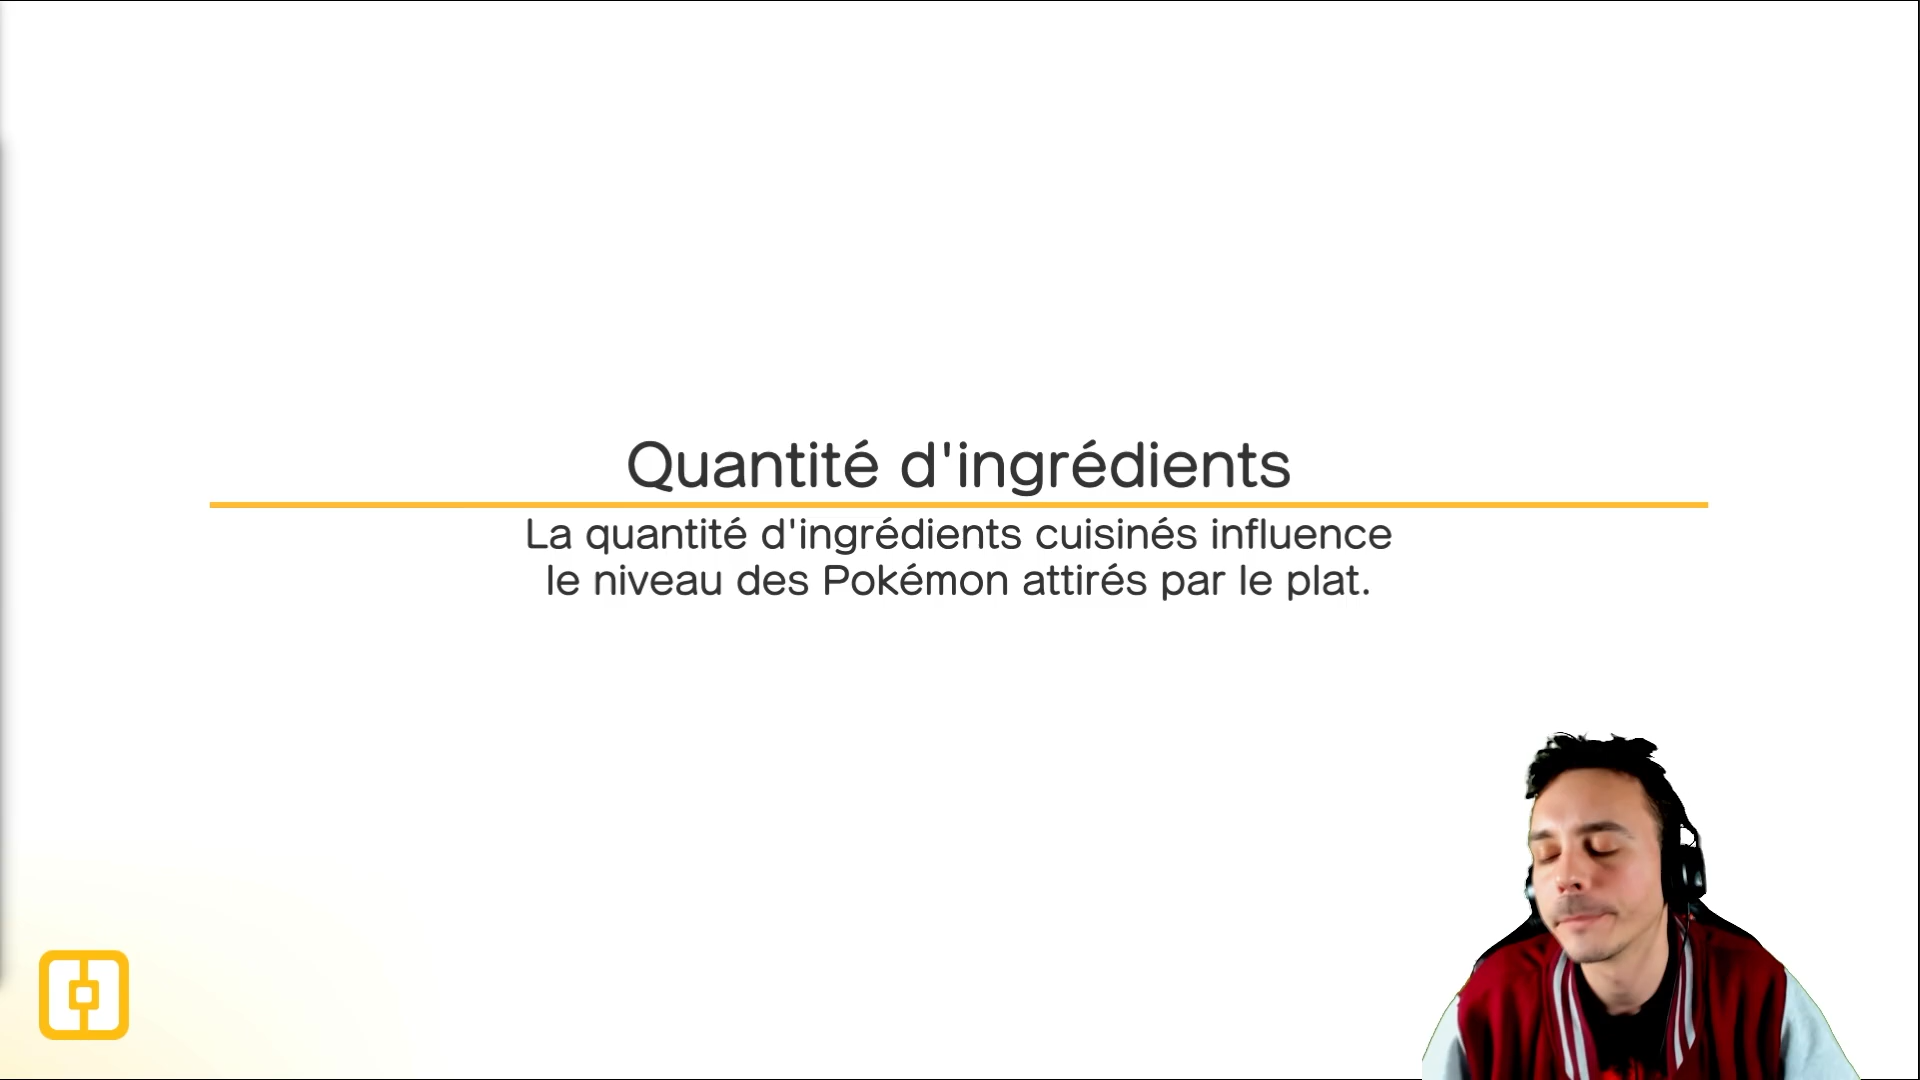 Quantité d'ingrédients
La quantité d'ingrédients cuisinés influence
le niveau des Pokémon attirés par le plat.